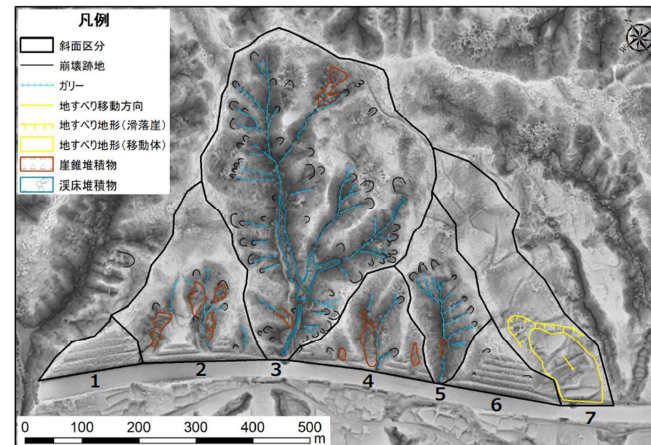 凡例
斜面区分
崩壊跡地
ガリー
地すべり移動方向
地すべり地形(滑落崖)
地すべり地形(移動体)
崖錐堆積物
渓床堆積物
1 2 3 4 5 6 7
0 100 200 300 400 500
m